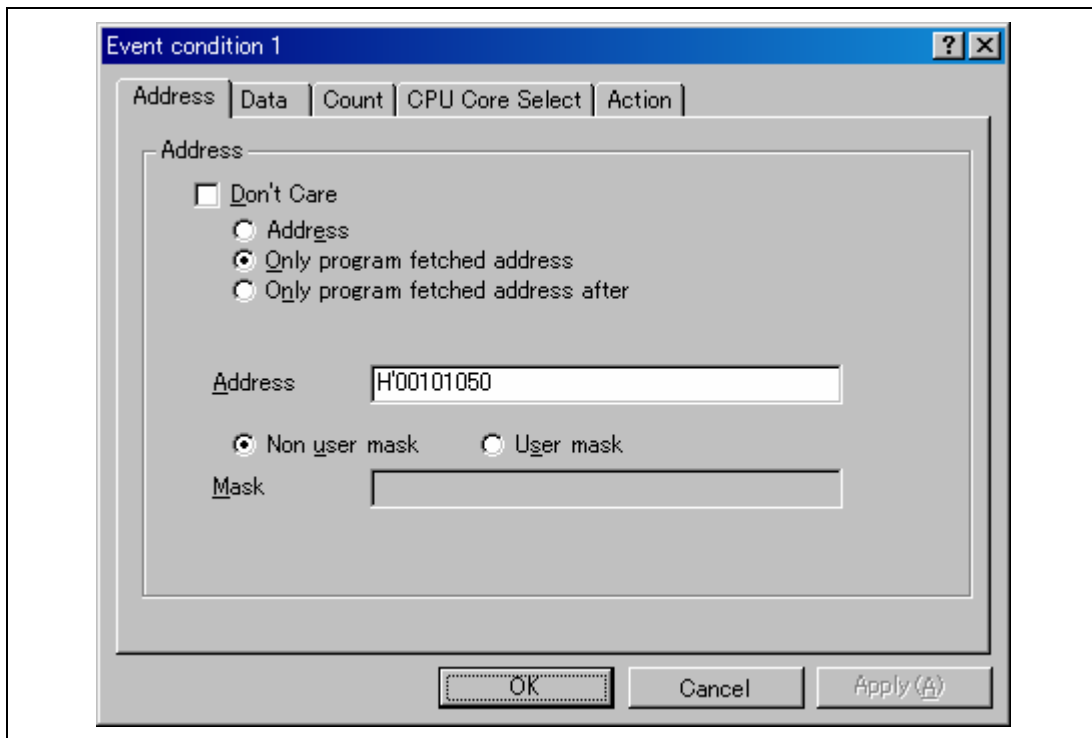 Event condition 1
Address Data Count CPU Core Select Action
Address
Don't Care
Address
Only program fetched address
Only program fetched address after
Address H'00101050
Non user mask User mask
Mask
OK Cancel Apply(A)